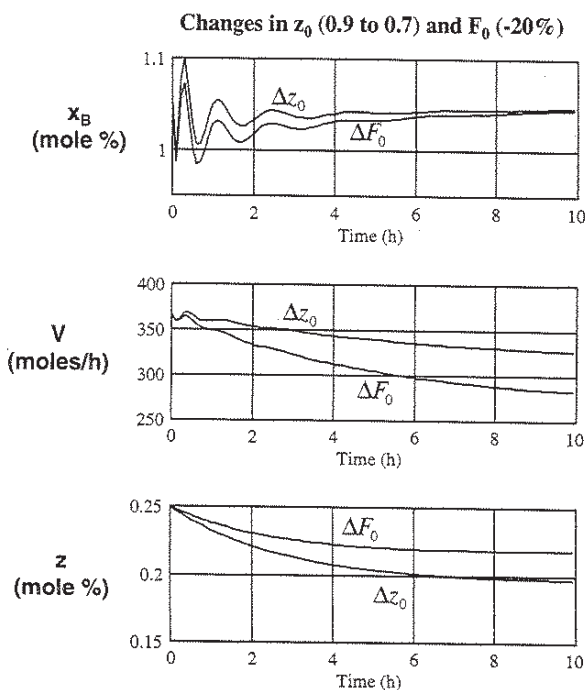 Changes in z₀ (0.9 to 0.7) and F₀ (-20%)
1.1
x_B
(mole %)
Δz₀
ΔF₀
1
0 2 4 6 8 10
Time (h)
400
V
(moles/h)
350
300
250
Δz₀
ΔF₀
0 2 4 6 8 10
Time (h)
0.25
z
(mole %)
0.2
0.15
ΔF₀
Δz₀
0 2 4 6 8 10
Time (h)